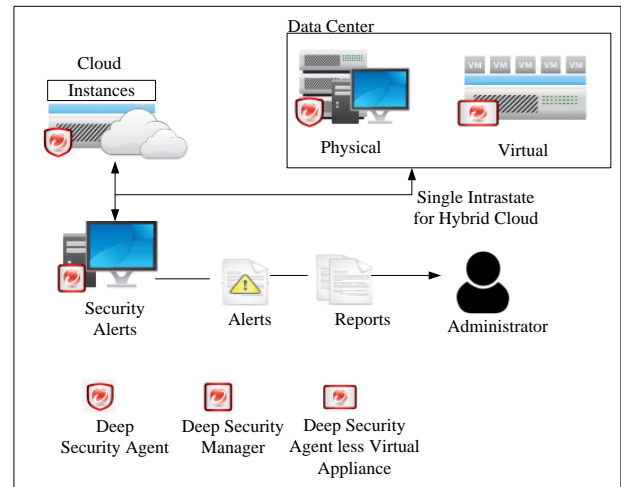 Data Center
Cloud
Instances
VM VM VM VM VM
Physical
Virtual
Single Intrastate
for Hybrid Cloud
Security
Alerts
Alerts
Reports
Administrator
Deep
Security Agent
Deep Security
Manager
Deep Security
Agent less Virtual
Appliance